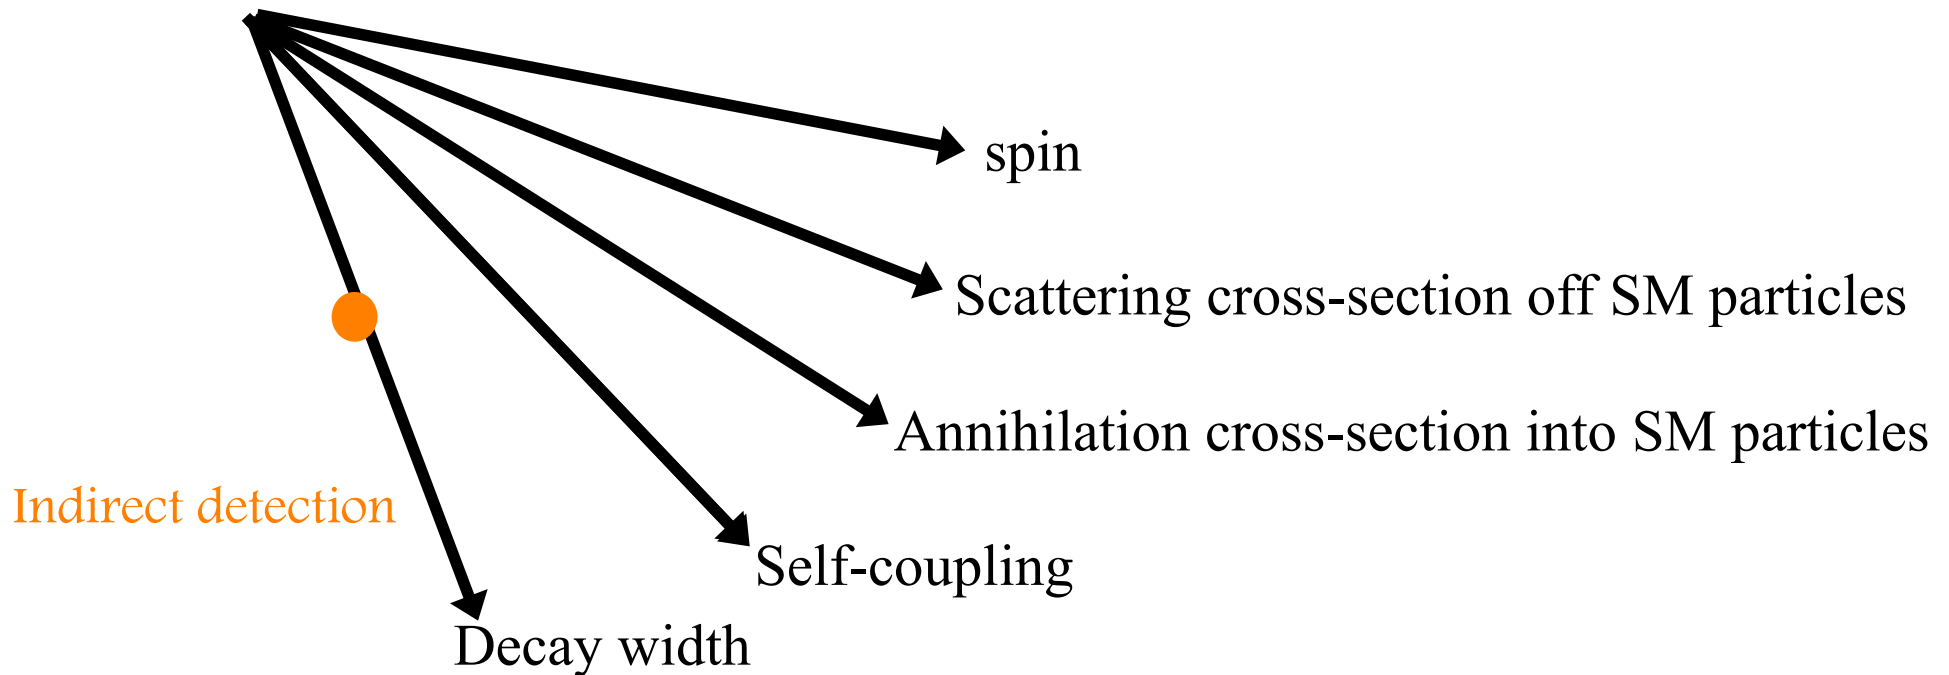 spin
Scattering cross-section off SM particles
Annihilation cross-section into SM particles
Indirect detection
Self-coupling
Decay width